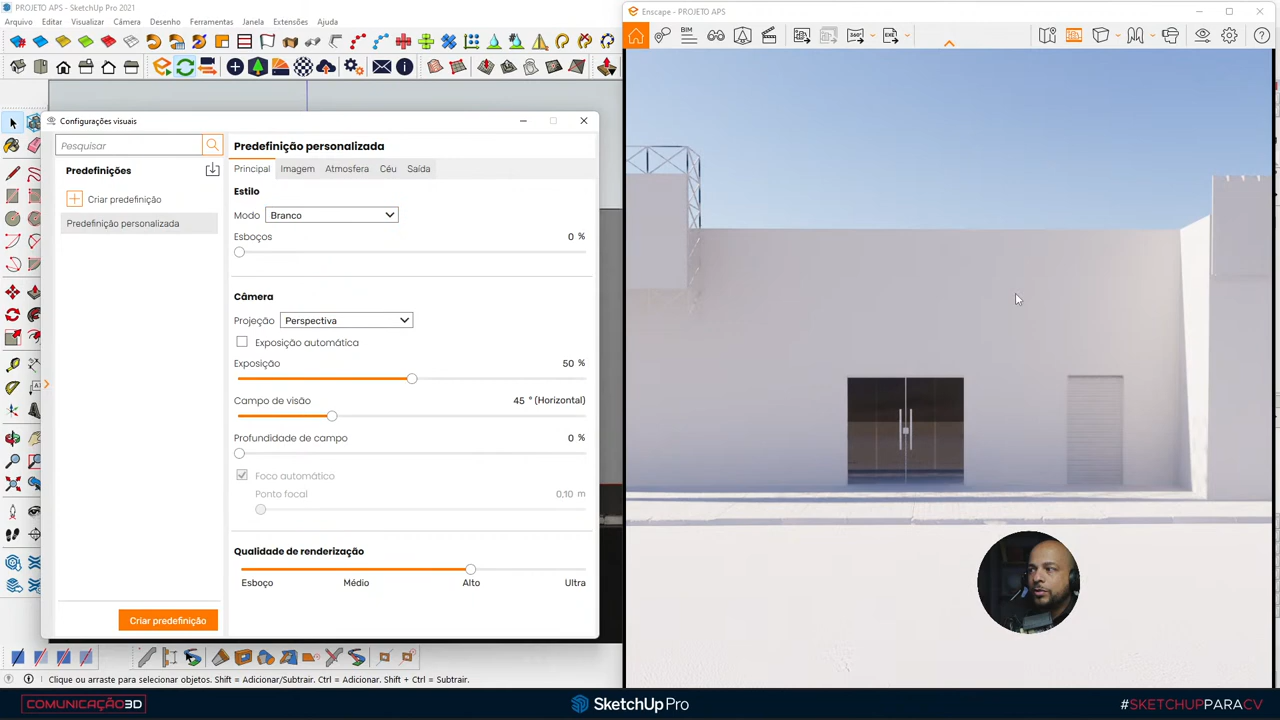 PROJETO APS - SketchUp Pro 2021
Arquivo Editar Visualizar Câmera Desenho Ferramentas Janela Extensões Ajuda
Enscape - PROJETO APS
BIM
360°
EXE
Configurações visuais
Pesquisar
Predefinições
Criar predefinição
Predefinição personalizada
Predefinição personalizada
Principal Imagem Atmosfera Céu Saída
Estilo
Modo Branco
Esboços 0 %
Câmera
Projeção Perspectiva
Exposição automática
Exposição 50 %
Campo de visão 45 ° (Horizontal)
Profundidade de campo 0 %
Foco automático
Ponto focal 0,10 m
Qualidade de renderização
Esboço Médio Alto Ultra
Criar predefinição
Clique ou arraste para selecionar objetos. Shift = Adicionar/Subtrair. Ctrl = Adicionar. Shift + Ctrl = Subtrair.
COMUNICAÇÃO3D
SketchUp Pro
#SKETCHUPPARACV